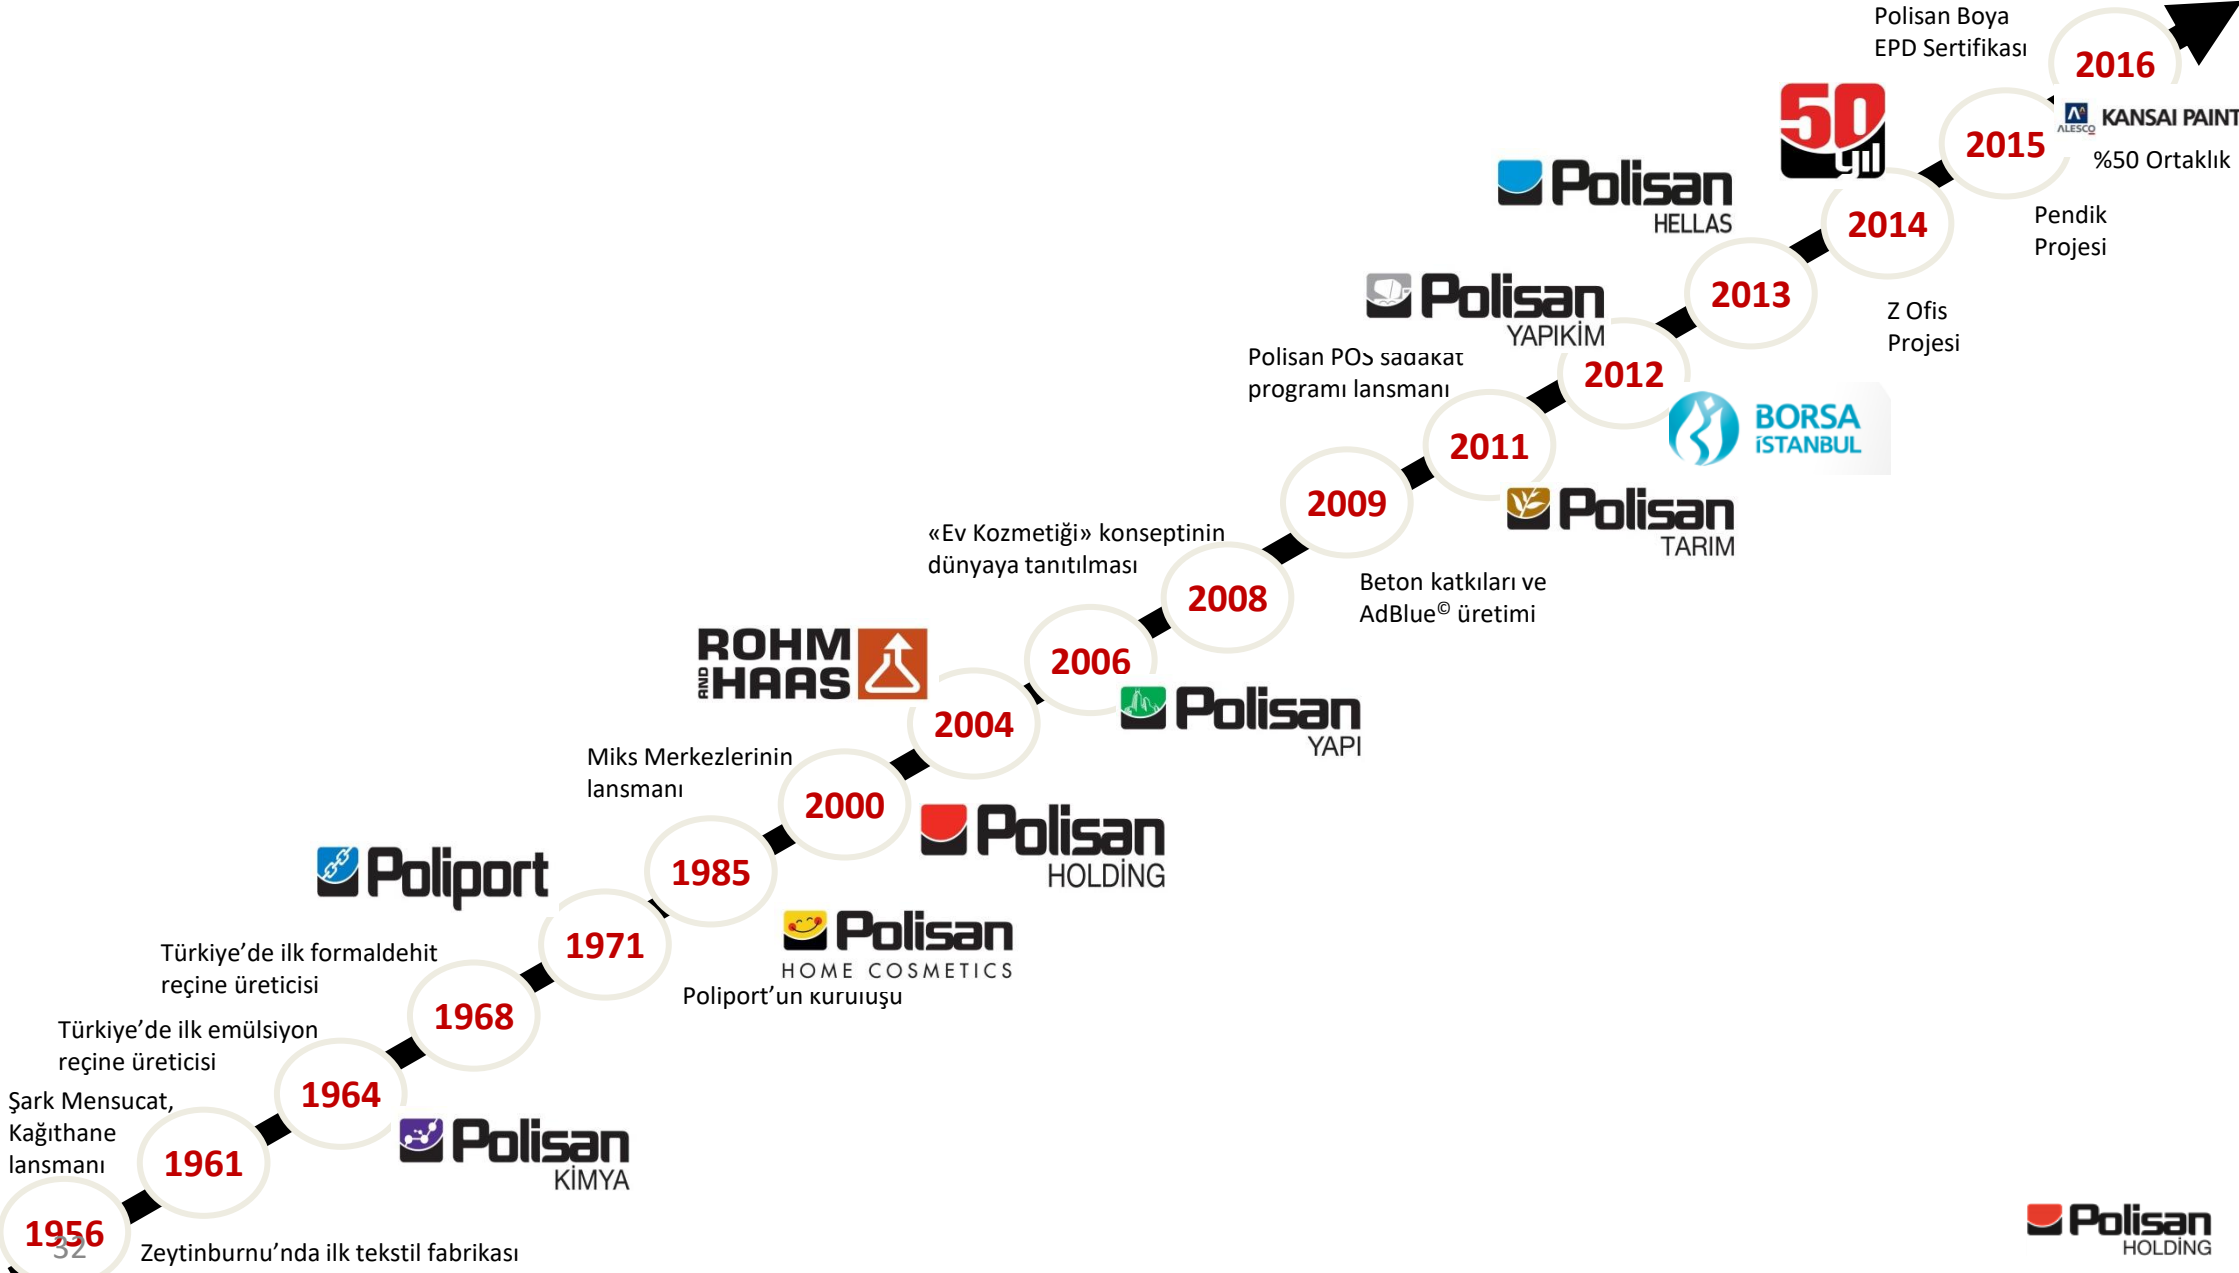 Polisan Boya
EPD Sertifikası
2016
ALESCO
KANSAI PAINT
%50 Ortaklık
50
yıl
2015
Pendik
Projesi
Polisan
HELLAS
2014
Z Ofis
Projesi
2013
Polisan
YAPIKİM
2012
BORSA
İSTANBUL
Polisan POS sadakat
programı lansmanı
2011
Polisan
TARIM
2009
Beton katkıları ve
AdBlue© üretimi
«Ev Kozmetiği» konseptinin
dünyaya tanıtılması
2008
2006
Polisan
YAPI
ROHM
AND HAAS
2004
Polisan
HOLDİNG
Miks Merkezlerinin
lansmanı
2000
Polisan
HOME COSMETICS
1985
Poliport'un kuruluşu
Poliport
1971
Türkiye’de ilk formaldehit
reçine üreticisi
1968
Türkiye’de ilk emülsiyon
reçine üreticisi
1964
Polisan
KİMYA
Şark Mensucat,
Kağıthane
lansmanı
1961
1956
32
Zeytinburnu’nda ilk tekstil fabrikası
Polisan
HOLDİNG